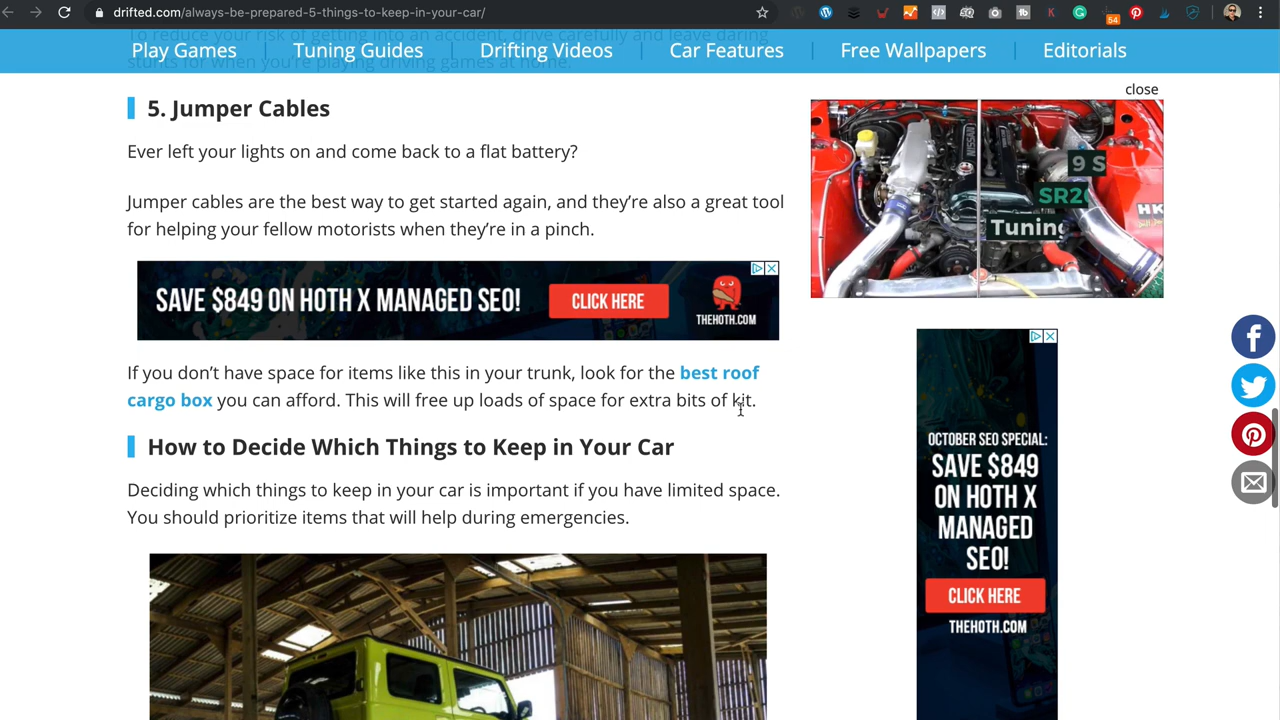 drifted.com/always-be-prepared-5-things-to-keep-in-your-car/
54
To reduce your risk of getting into an accident, drive carefully and leave daring
stunts for when you're playing driving games at home.
Play Games
Tuning Guides
Drifting Videos
Car Features
Free Wallpapers
Editorials
5. Jumper Cables
Ever left your lights on and come back to a flat battery?
Jumper cables are the best way to get started again, and they're also a great tool
for helping your fellow motorists when they're in a pinch.
SAVE $849 ON HOTH X MANAGED SEO!
CLICK HERE
THEHOTH.COM
If you don't have space for items like this in your trunk, look for the best roof
cargo box you can afford. This will free up loads of space for extra bits of kit.
How to Decide Which Things to Keep in Your Car
Deciding which things to keep in your car is important if you have limited space.
You should prioritize items that will help during emergencies.
close
NISSAN
9 S
SR20
Tuning
HK
OCTOBER SEO SPECIAL:
SAVE $849
ON HOTH X
MANAGED
SEO!
CLICK HERE
THEHOTH.COM